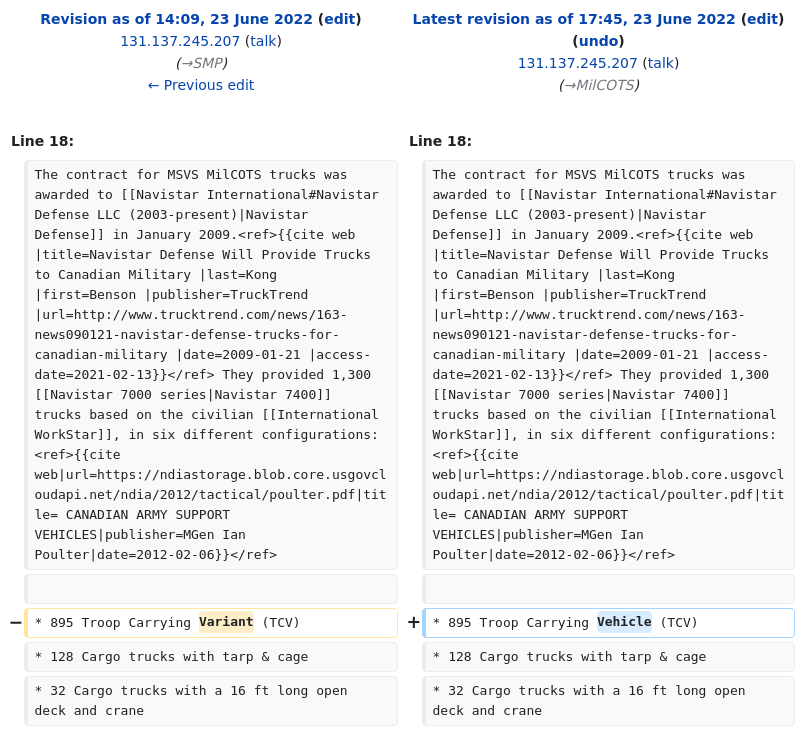 Revision as of 14:09, 23 June 2022 (edit)
131.137.245.207 (talk)
(→SMP)
← Previous edit
Latest revision as of 17:45, 23 June 2022 (edit)
(undo)
131.137.245.207 (talk)
(→MilCOTS)
Line 18:
The contract for MSVS MilCOTS trucks was
awarded to [[Navistar International#Navistar
Defense LLC (2003-present)|Navistar
Defense]] in January 2009.<ref>{{cite web
|title=Navistar Defense Will Provide Trucks
to Canadian Military |last=Kong
|first=Benson |publisher=TruckTrend
|url=http://www.trucktrend.com/news/163-
news090121-navistar-defense-trucks-for-
canadian-military |date=2009-01-21 |access-
date=2021-02-13}}</ref> They provided 1,300
[[Navistar 7000 series|Navistar 7400]]
trucks based on the civilian [[International
WorkStar]], in six different configurations:
<ref>{{cite
web|url=https://ndiastorage.blob.core.usgovcl
oudapi.net/ndia/2012/tactical/poulter.pdf|tit
le= CANADIAN ARMY SUPPORT
VEHICLES|publisher=MGen Ian
Poulter|date=2012-02-06}}</ref>
− * 895 Troop Carrying Variant (TCV)
* 128 Cargo trucks with tarp & cage
* 32 Cargo trucks with a 16 ft long open
deck and crane
Line 18:
The contract for MSVS MilCOTS trucks was
awarded to [[Navistar International#Navistar
Defense LLC (2003-present)|Navistar
Defense]] in January 2009.<ref>{{cite web
|title=Navistar Defense Will Provide Trucks
to Canadian Military |last=Kong
|first=Benson |publisher=TruckTrend
|url=http://www.trucktrend.com/news/163-
news090121-navistar-defense-trucks-for-
canadian-military |date=2009-01-21 |access-
date=2021-02-13}}</ref> They provided 1,300
[[Navistar 7000 series|Navistar 7400]]
trucks based on the civilian [[International
WorkStar]], in six different configurations:
<ref>{{cite
web|url=https://ndiastorage.blob.core.usgovcl
oudapi.net/ndia/2012/tactical/poulter.pdf|tit
le= CANADIAN ARMY SUPPORT
VEHICLES|publisher=MGen Ian
Poulter|date=2012-02-06}}</ref>
+ * 895 Troop Carrying Vehicle (TCV)
* 128 Cargo trucks with tarp & cage
* 32 Cargo trucks with a 16 ft long open
deck and crane